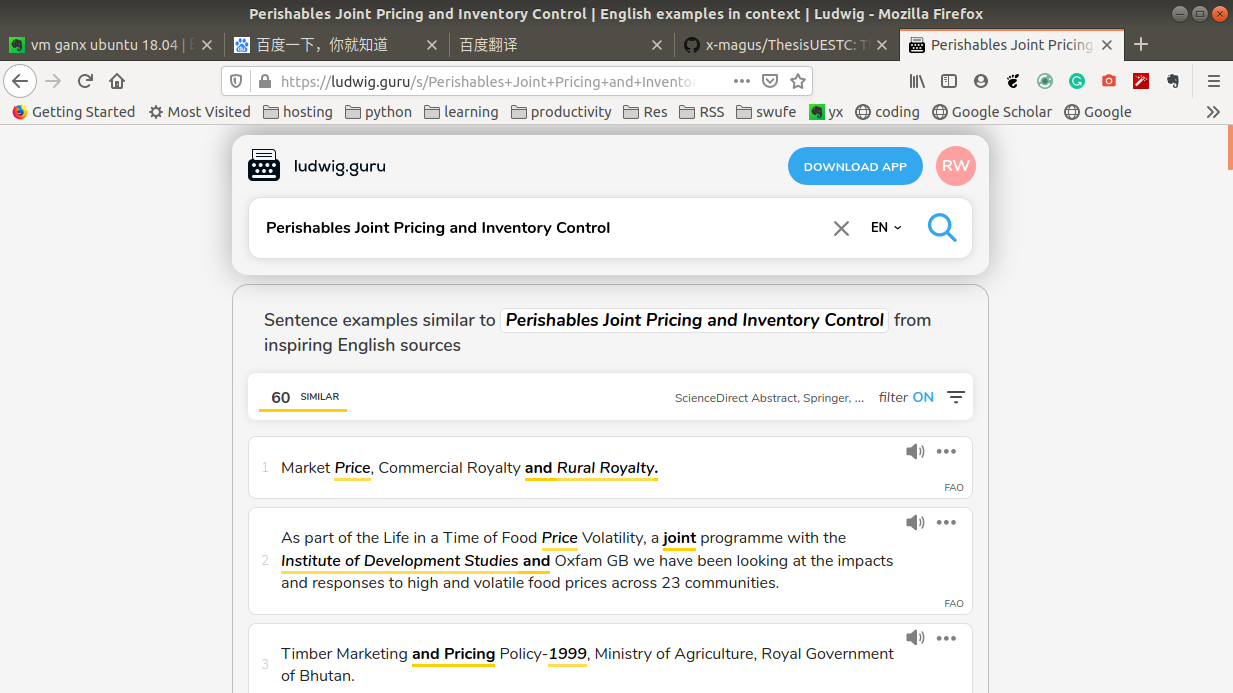 Perishables Joint Pricing and Inventory Control | English examples in context | Ludwig - Mozilla Firefox
vm ganx ubuntu 18.04 | E
百度一下，你就知道
百度翻译
x-magus/ThesisUESTC: Th
Perishables Joint Pricing
https://ludwig.guru/s/Perishables+Joint+Pricing+and+Inventor
Getting Started Most Visited hosting python learning productivity Res RSS swufe yx coding Google Scholar Google
ludwig.guru
DOWNLOAD APP
RW
Perishables Joint Pricing and Inventory Control
EN
Sentence examples similar to Perishables Joint Pricing and Inventory Control from
inspiring English sources
60 SIMILAR
ScienceDirect Abstract, Springer, ... filter ON
1 Market Price, Commercial Royalty and Rural Royalty.
FAO
As part of the Life in a Time of Food Price Volatility, a joint programme with the
2 Institute of Development Studies and Oxfam GB we have been looking at the impacts
and responses to high and volatile food prices across 23 communities.
FAO
3 Timber Marketing and Pricing Policy-1999, Ministry of Agriculture, Royal Government
of Bhutan.